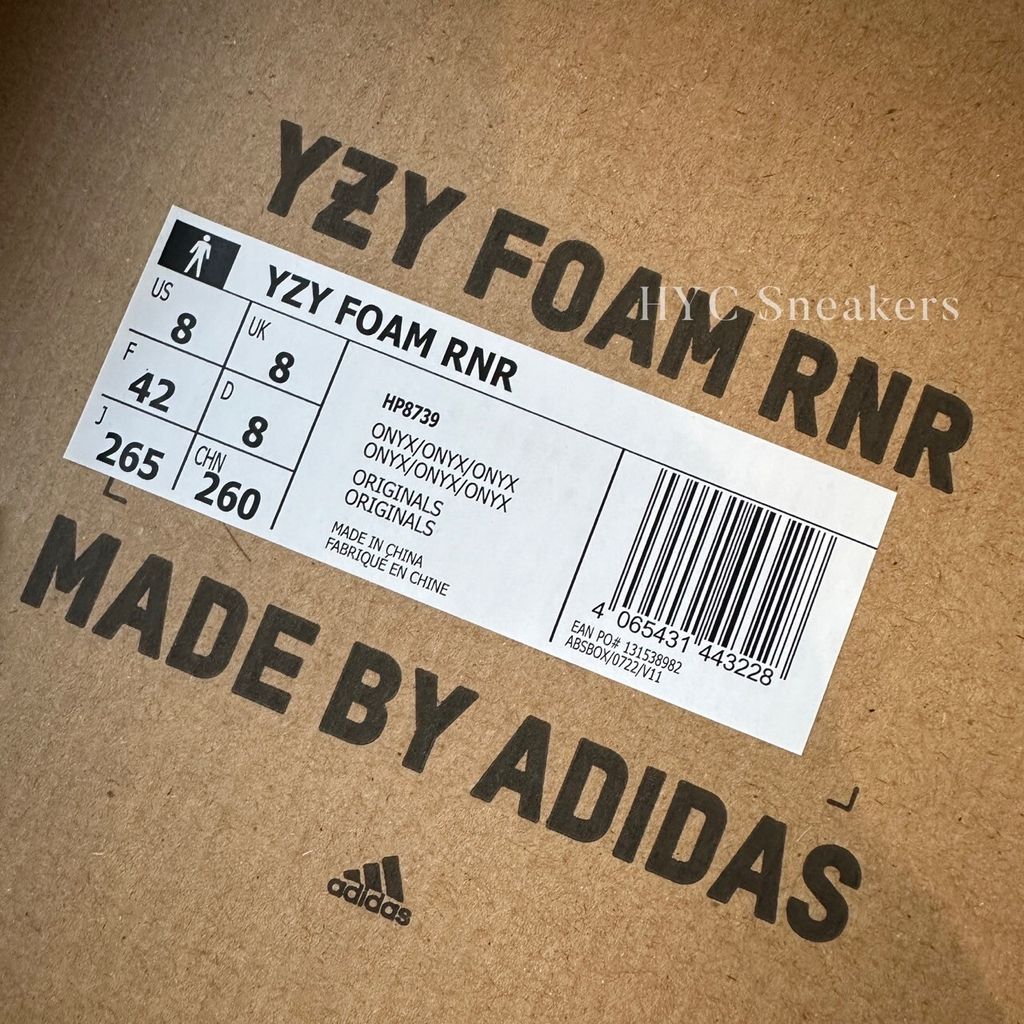 YZY FOAM RNR
HYC Sneakers
YZY FOAM RNR
US 8
UK 8
F 42
D 8
J 265
CHN 260
HP8739
ONYX/ONYX/ONYX
ONYX/ONYX/ONYX
ORIGINALS
ORIGINALS
MADE IN CHINA
FABRIQUÉ EN CHINE
4 065431 443228
EAN PO# 131538982
ABSBOX/0722/V11
MADE BY ADIDAS
adidas